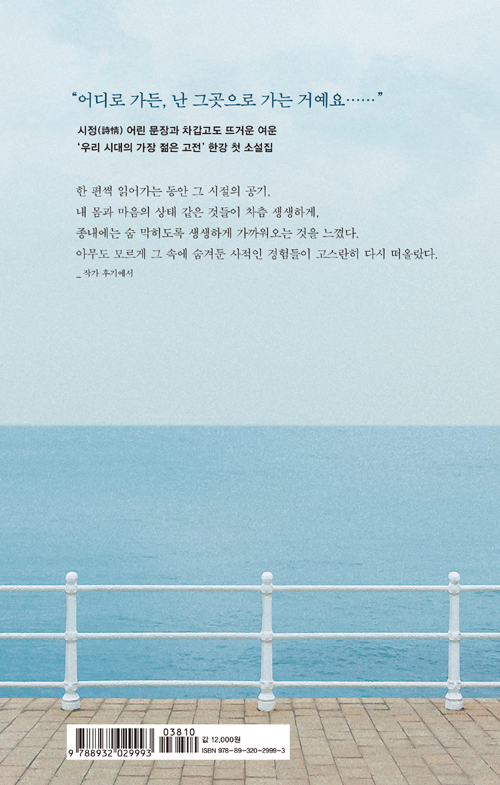 “어디로 가든, 난 그곳으로 가는 거예요……”
시정(詩情) 어린 문장과 차갑고도 뜨거운 여운
‘우리 시대의 가장 젊은 고전’ 한강 첫 소설집
한 편씩 읽어가는 동안 그 시절의 공기,
내 몸과 마음의 상태 같은 것들이 차츰 생생하게,
종내에는 숨 막히도록 생생하게 가까워오는 것을 느꼈다.
아무도 모르게 그 속에 숨겨둔 사적인 경험들이 고스란히 다시 떠올랐다.
_작가 후기에서
03810
값 12,000원
9 788932 029993
ISBN 978-89-320-2999-3